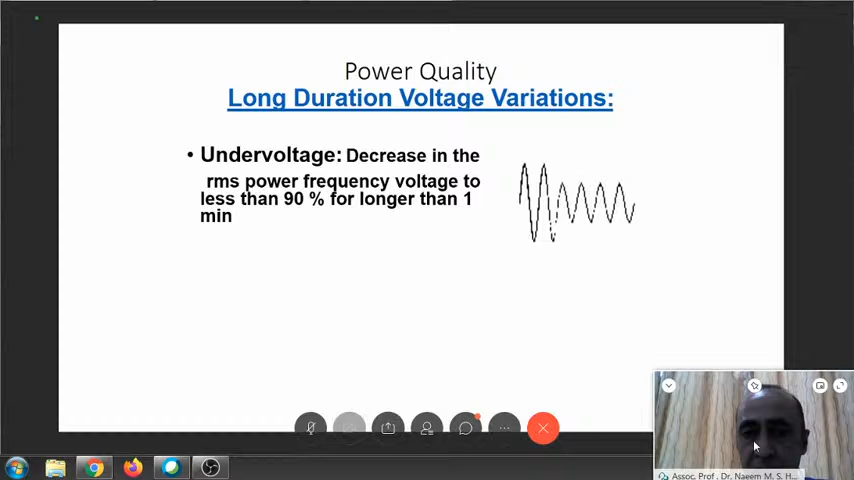 Power Quality
Long Duration Voltage Variations:
• Undervoltage: Decrease in the
rms power frequency voltage to
less than 90 % for longer than 1
min
Assoc. Prof . Dr. Naeem M. S. H...